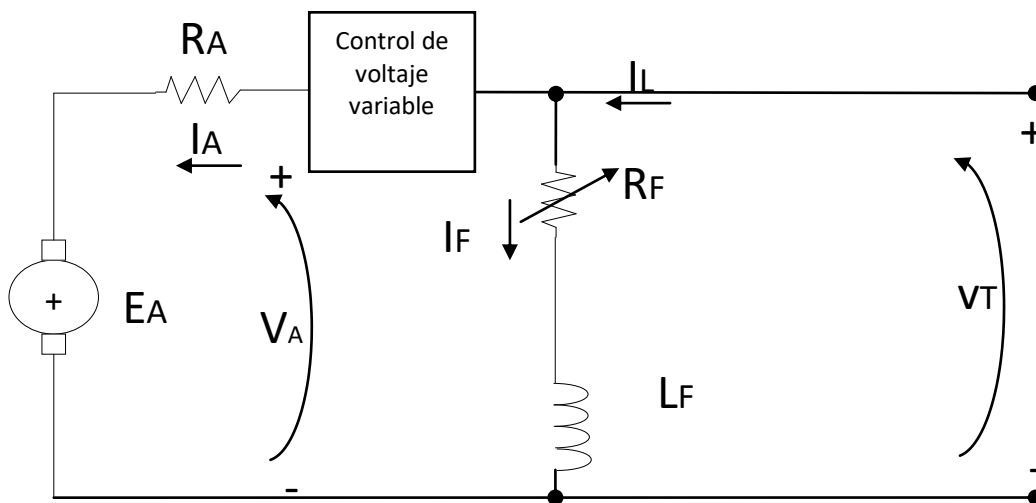 Control de
voltaje
variable
RA
IL
+
IA
+
RF
IF
+
EA
VA
VT
LF
-
-